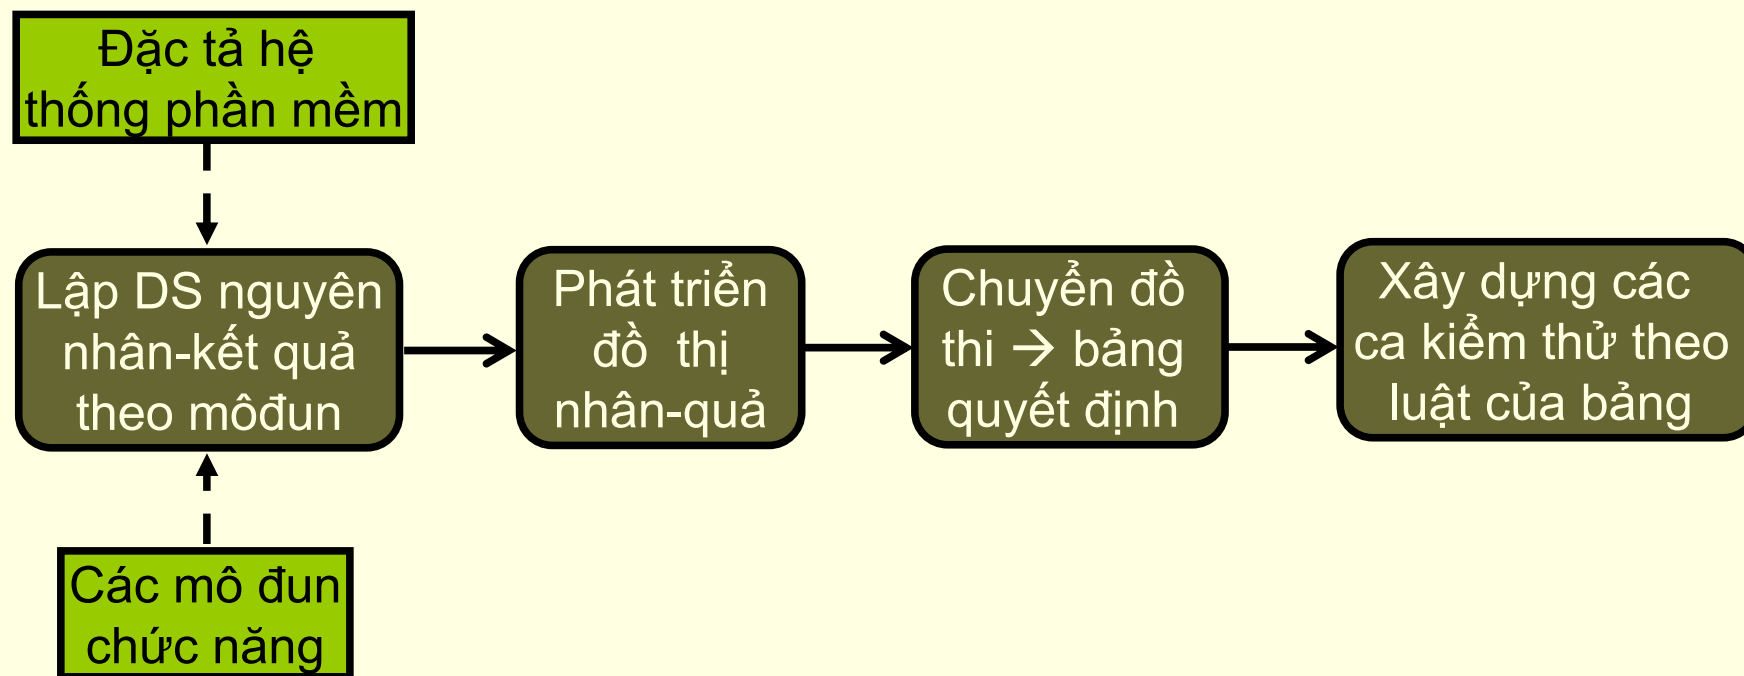 Đặc tả hệ
thống phần mềm
Lập DS nguyên
nhân-kết quả
theo môđun
Phát triển
đồ thị
nhân-quả
Chuyển đồ
thi → bảng
quyết định
Xây dựng các
ca kiểm thử theo
luật của bảng
Các mô đun
chức năng